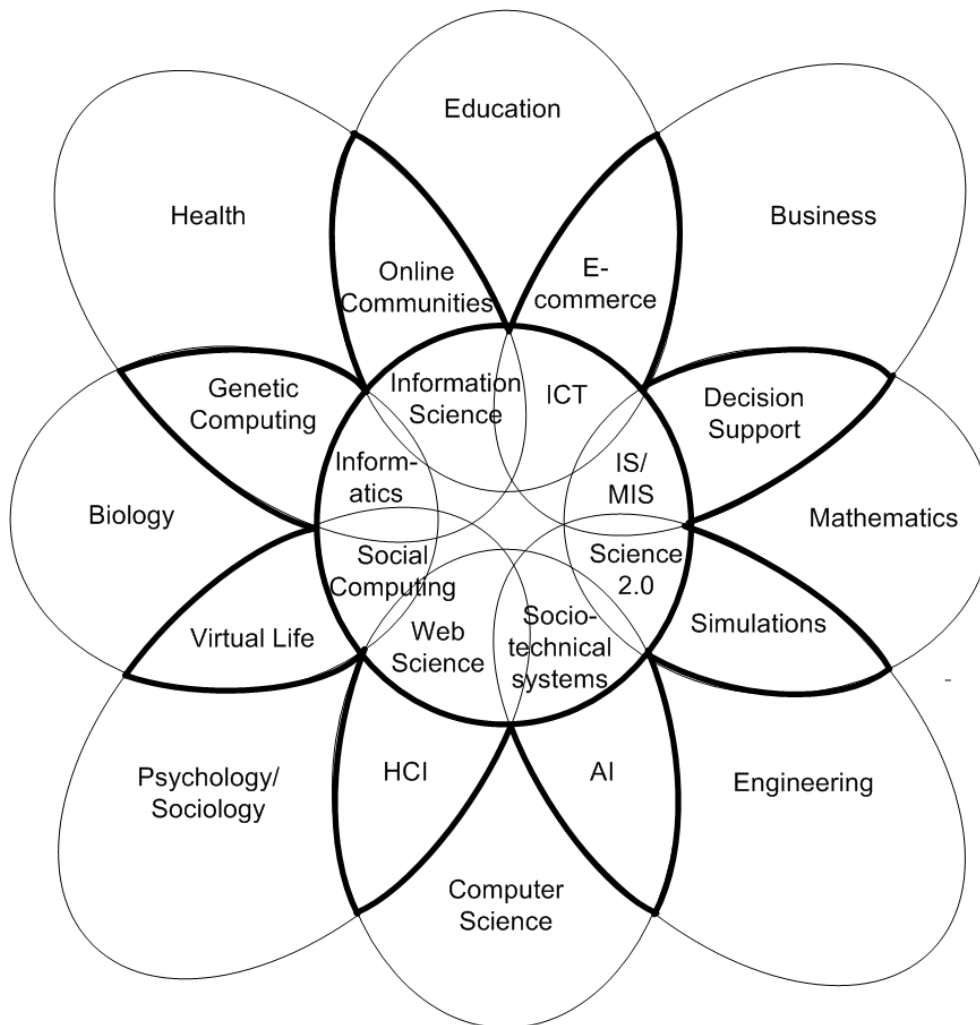 Education
Health
Business
Online
Communities
E-
commerce
Genetic
Computing
Information
Science
ICT
Decision
Support
Inform-
atics
IS/
MIS
Biology
Mathematics
Social
Computing
Science
2.0
Virtual Life
Web
Science
Socio-
technical
systems
Simulations
Psychology/
Sociology
HCI
AI
Engineering
Computer
Science